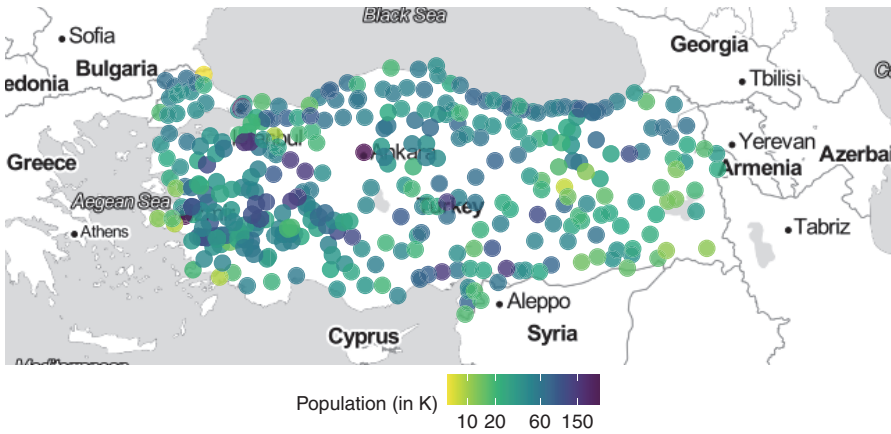 Black Sea
Sofia
Bulgaria
Georgia
edonia
Tbilisi
Ankara
Yerevan
Greece
Armenia
Azerbai
Aegean Sea
Turkey
Athens
Tabriz
Aleppo
Cyprus
Syria
Population (in K)
10 20 60 150